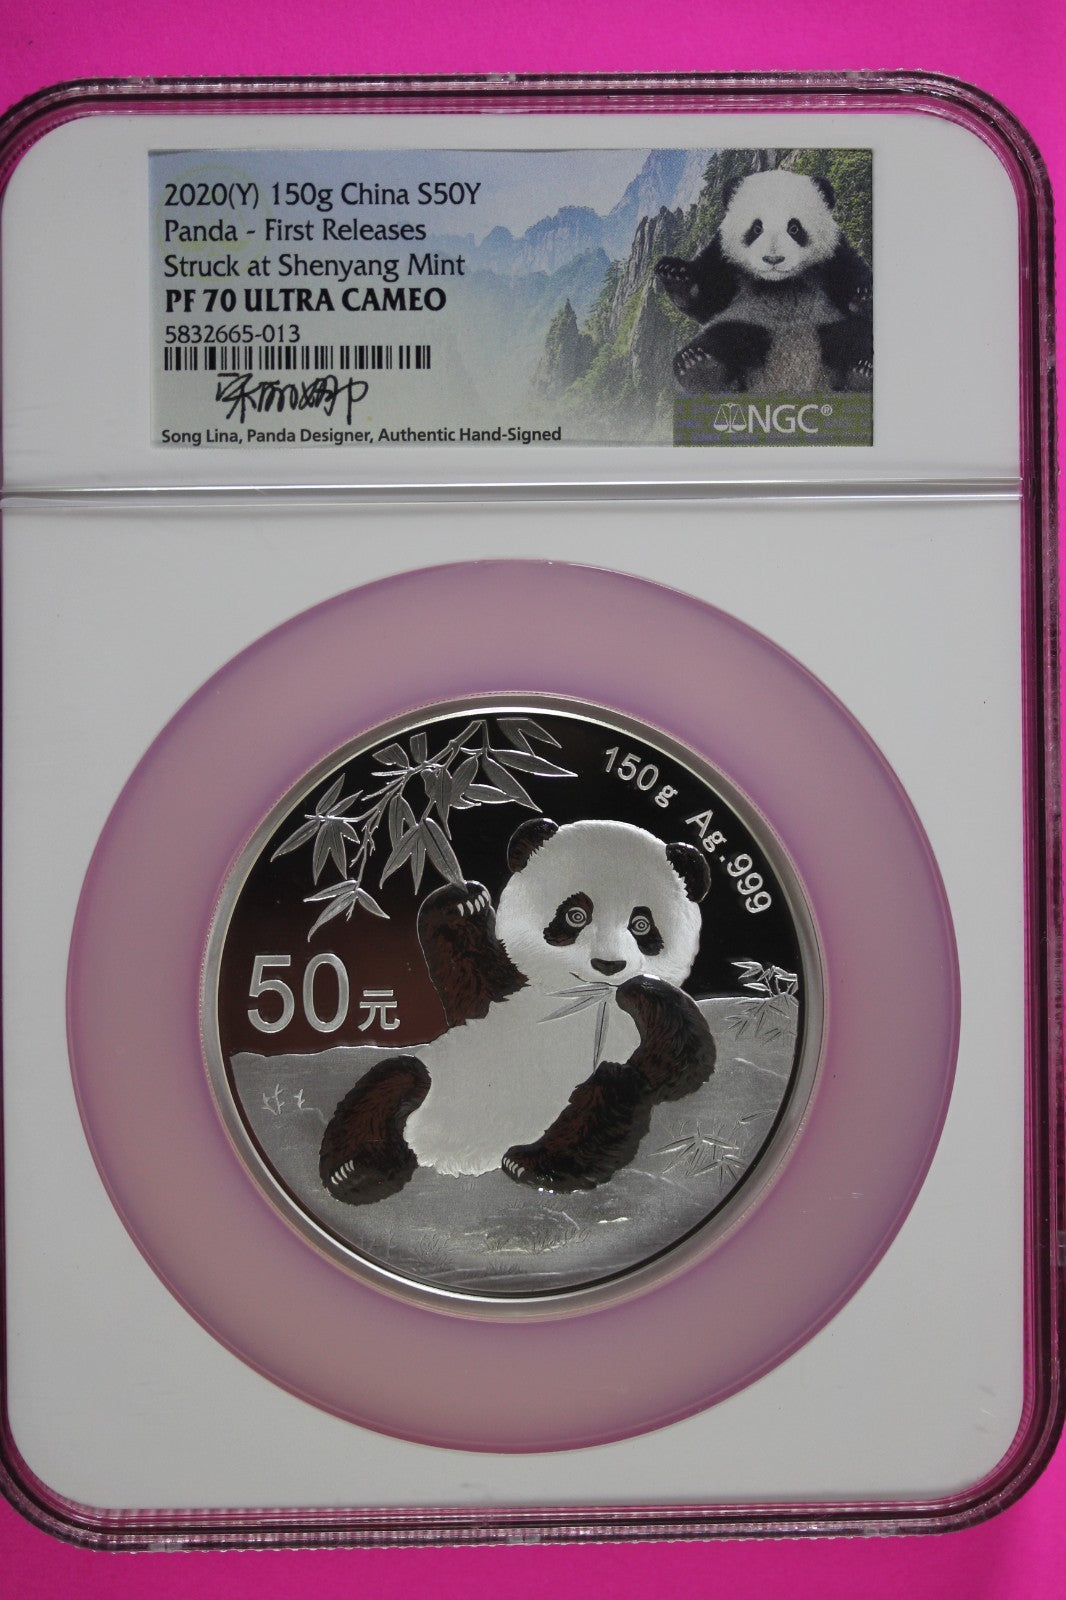 2020(Y) 150g China S50Y
Panda - First Releases
Struck at Shenyang Mint
PF 70 ULTRA CAMEO
5832665-013
Song Lina, Panda Designer, Authentic Hand-Signed
NGC®
150g Ag.999
50元